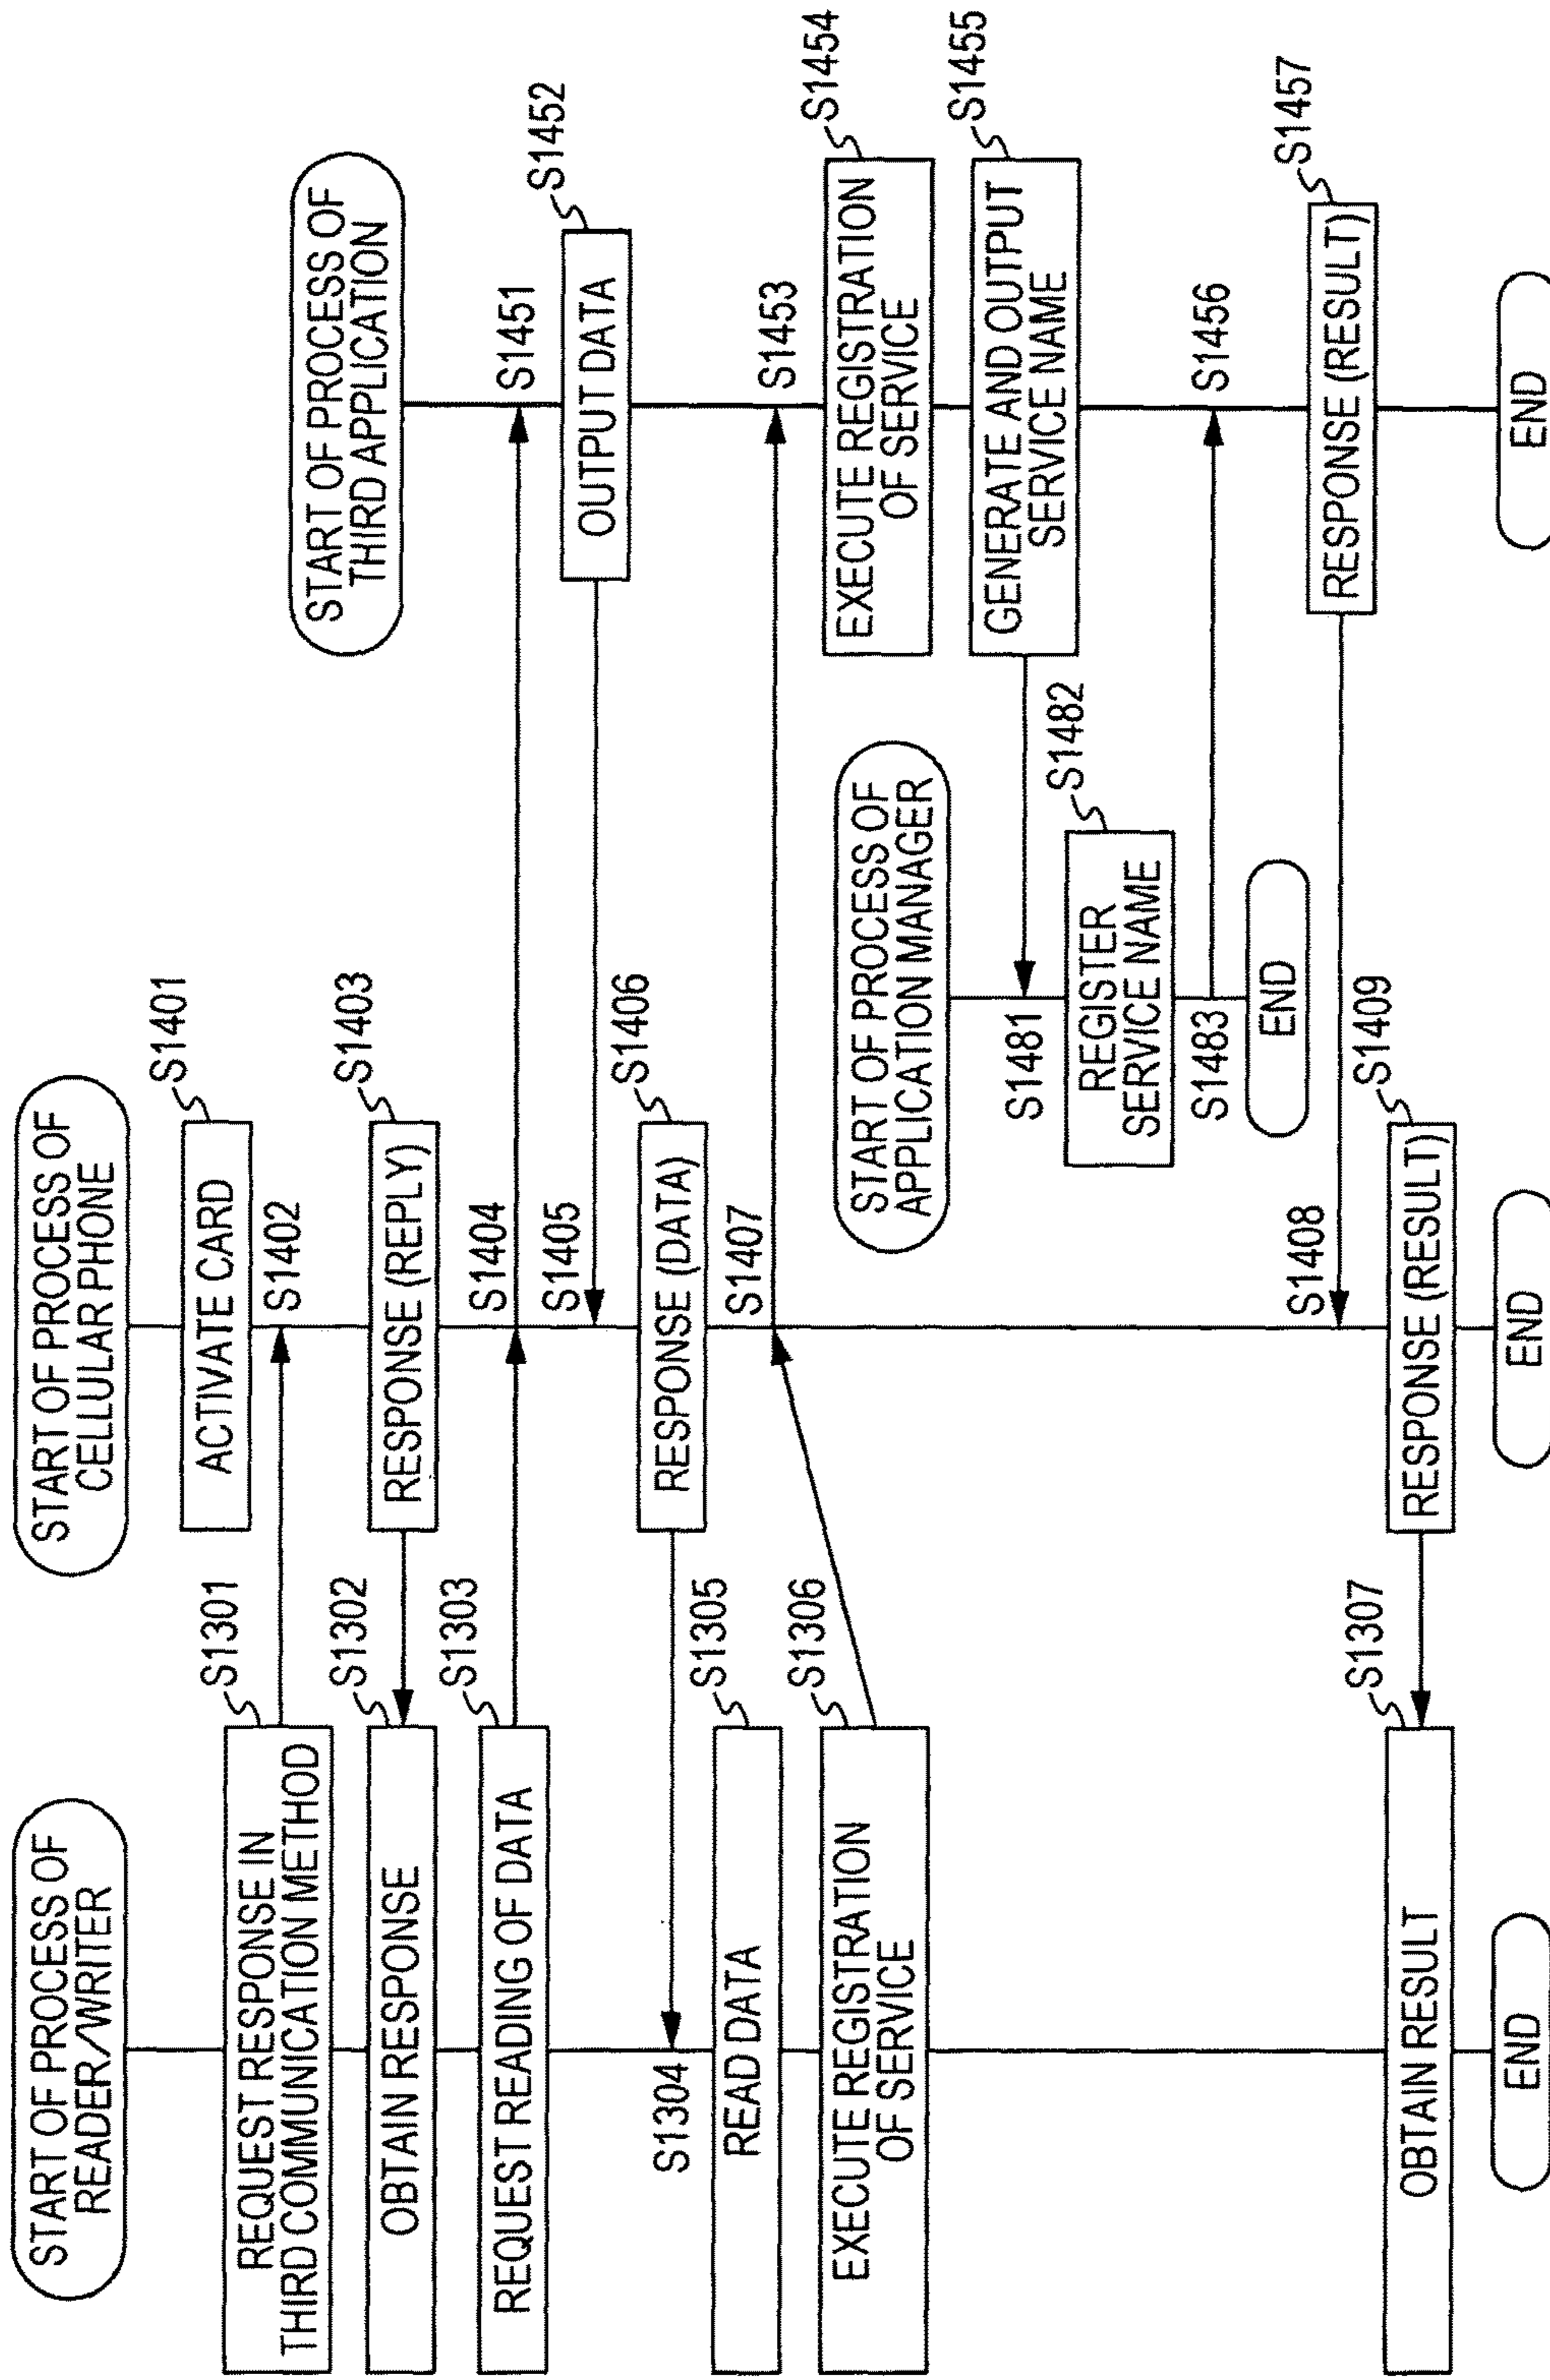 START OF PROCESS OF
READER/WRITER
REQUEST RESPONSE IN
THIRD COMMUNICATION METHOD
S1301
OBTAIN RESPONSE
S1302
REQUEST READING OF DATA
S1303
S1304
READ DATA
S1305
EXECUTE REGISTRATION
OF SERVICE
S1306
OBTAIN RESULT
S1307
END
START OF PROCESS OF
CELLULAR PHONE
ACTIVATE CARD
S1401
S1402
RESPONSE (REPLY)
S1403
S1404
S1405
RESPONSE (DATA)
S1406
S1407
S1408
RESPONSE (RESULT)
S1409
END
START OF PROCESS OF
APPLICATION MANAGER
S1481
REGISTER
SERVICE NAME
S1482
S1483
END
START OF PROCESS OF
THIRD APPLICATION
S1451
OUTPUT DATA
S1452
S1453
EXECUTE REGISTRATION
OF SERVICE
S1454
GENERATE AND OUTPUT
SERVICE NAME
S1455
S1456
RESPONSE (RESULT)
S1457
END